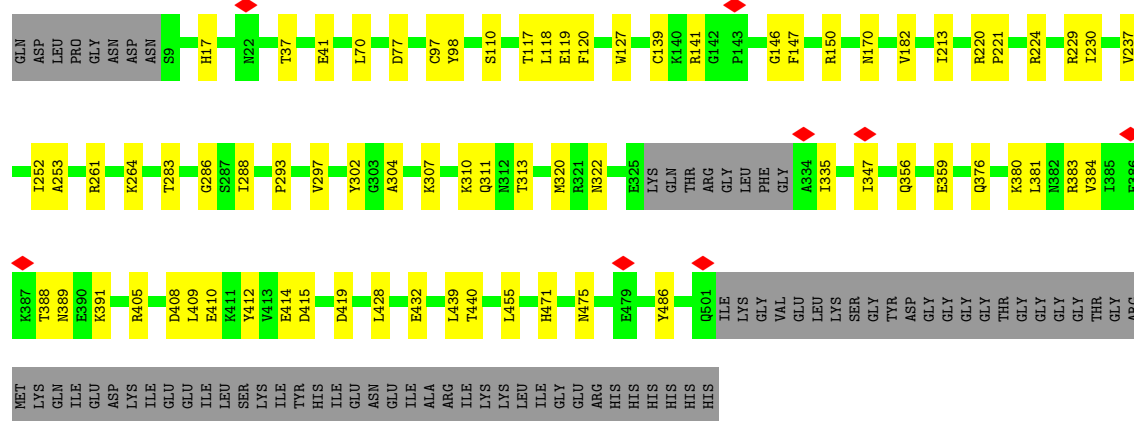 GLN ASP LEU PRO GLY ASN ASP ASN S9 H17 N22 T37 E41 L70 D77 C97 Y98 S110 T117 L118 E119 F120 W127 C139 K140 R141 G142 P143 G146 F147 R150 N170 V182 I213 R220 P221 R224 R229 I230 V237
I252 A253 R261 K264 T283 G286 S287 I288 P293 V297 Y302 G303 A304 K307 K310 Q311 N312 T313 M320 R321 N322 E325 LYS GLN THR ARG GLY LEU PHE GLY A334 I335 I347 Q356 E359 Q376 K380 L381 N382 R383 V384 I385 E386
K387 T388 N389 E390 K391 R405 D408 L409 E410 K411 Y412 V413 E414 D415 D419 L428 E432 L439 T440 L455 H471 N475 E479 Y486 Q501 ILE LYS GLY VAL GLU LEU LYS SER GLY TYR ASP GLY GLY GLY GLY THR GLY GLY GLY GLY THR GLY ARG
MET LYS GLN ILE GLU ASP LYS ILE GLU GLU ILE LEU SER LYS ILE TYR HIS ILE GLU ASN GLU ILE ALA ARG ILE LYS LYS LEU ILE GLY GLU ARG HIS HIS HIS HIS HIS HIS